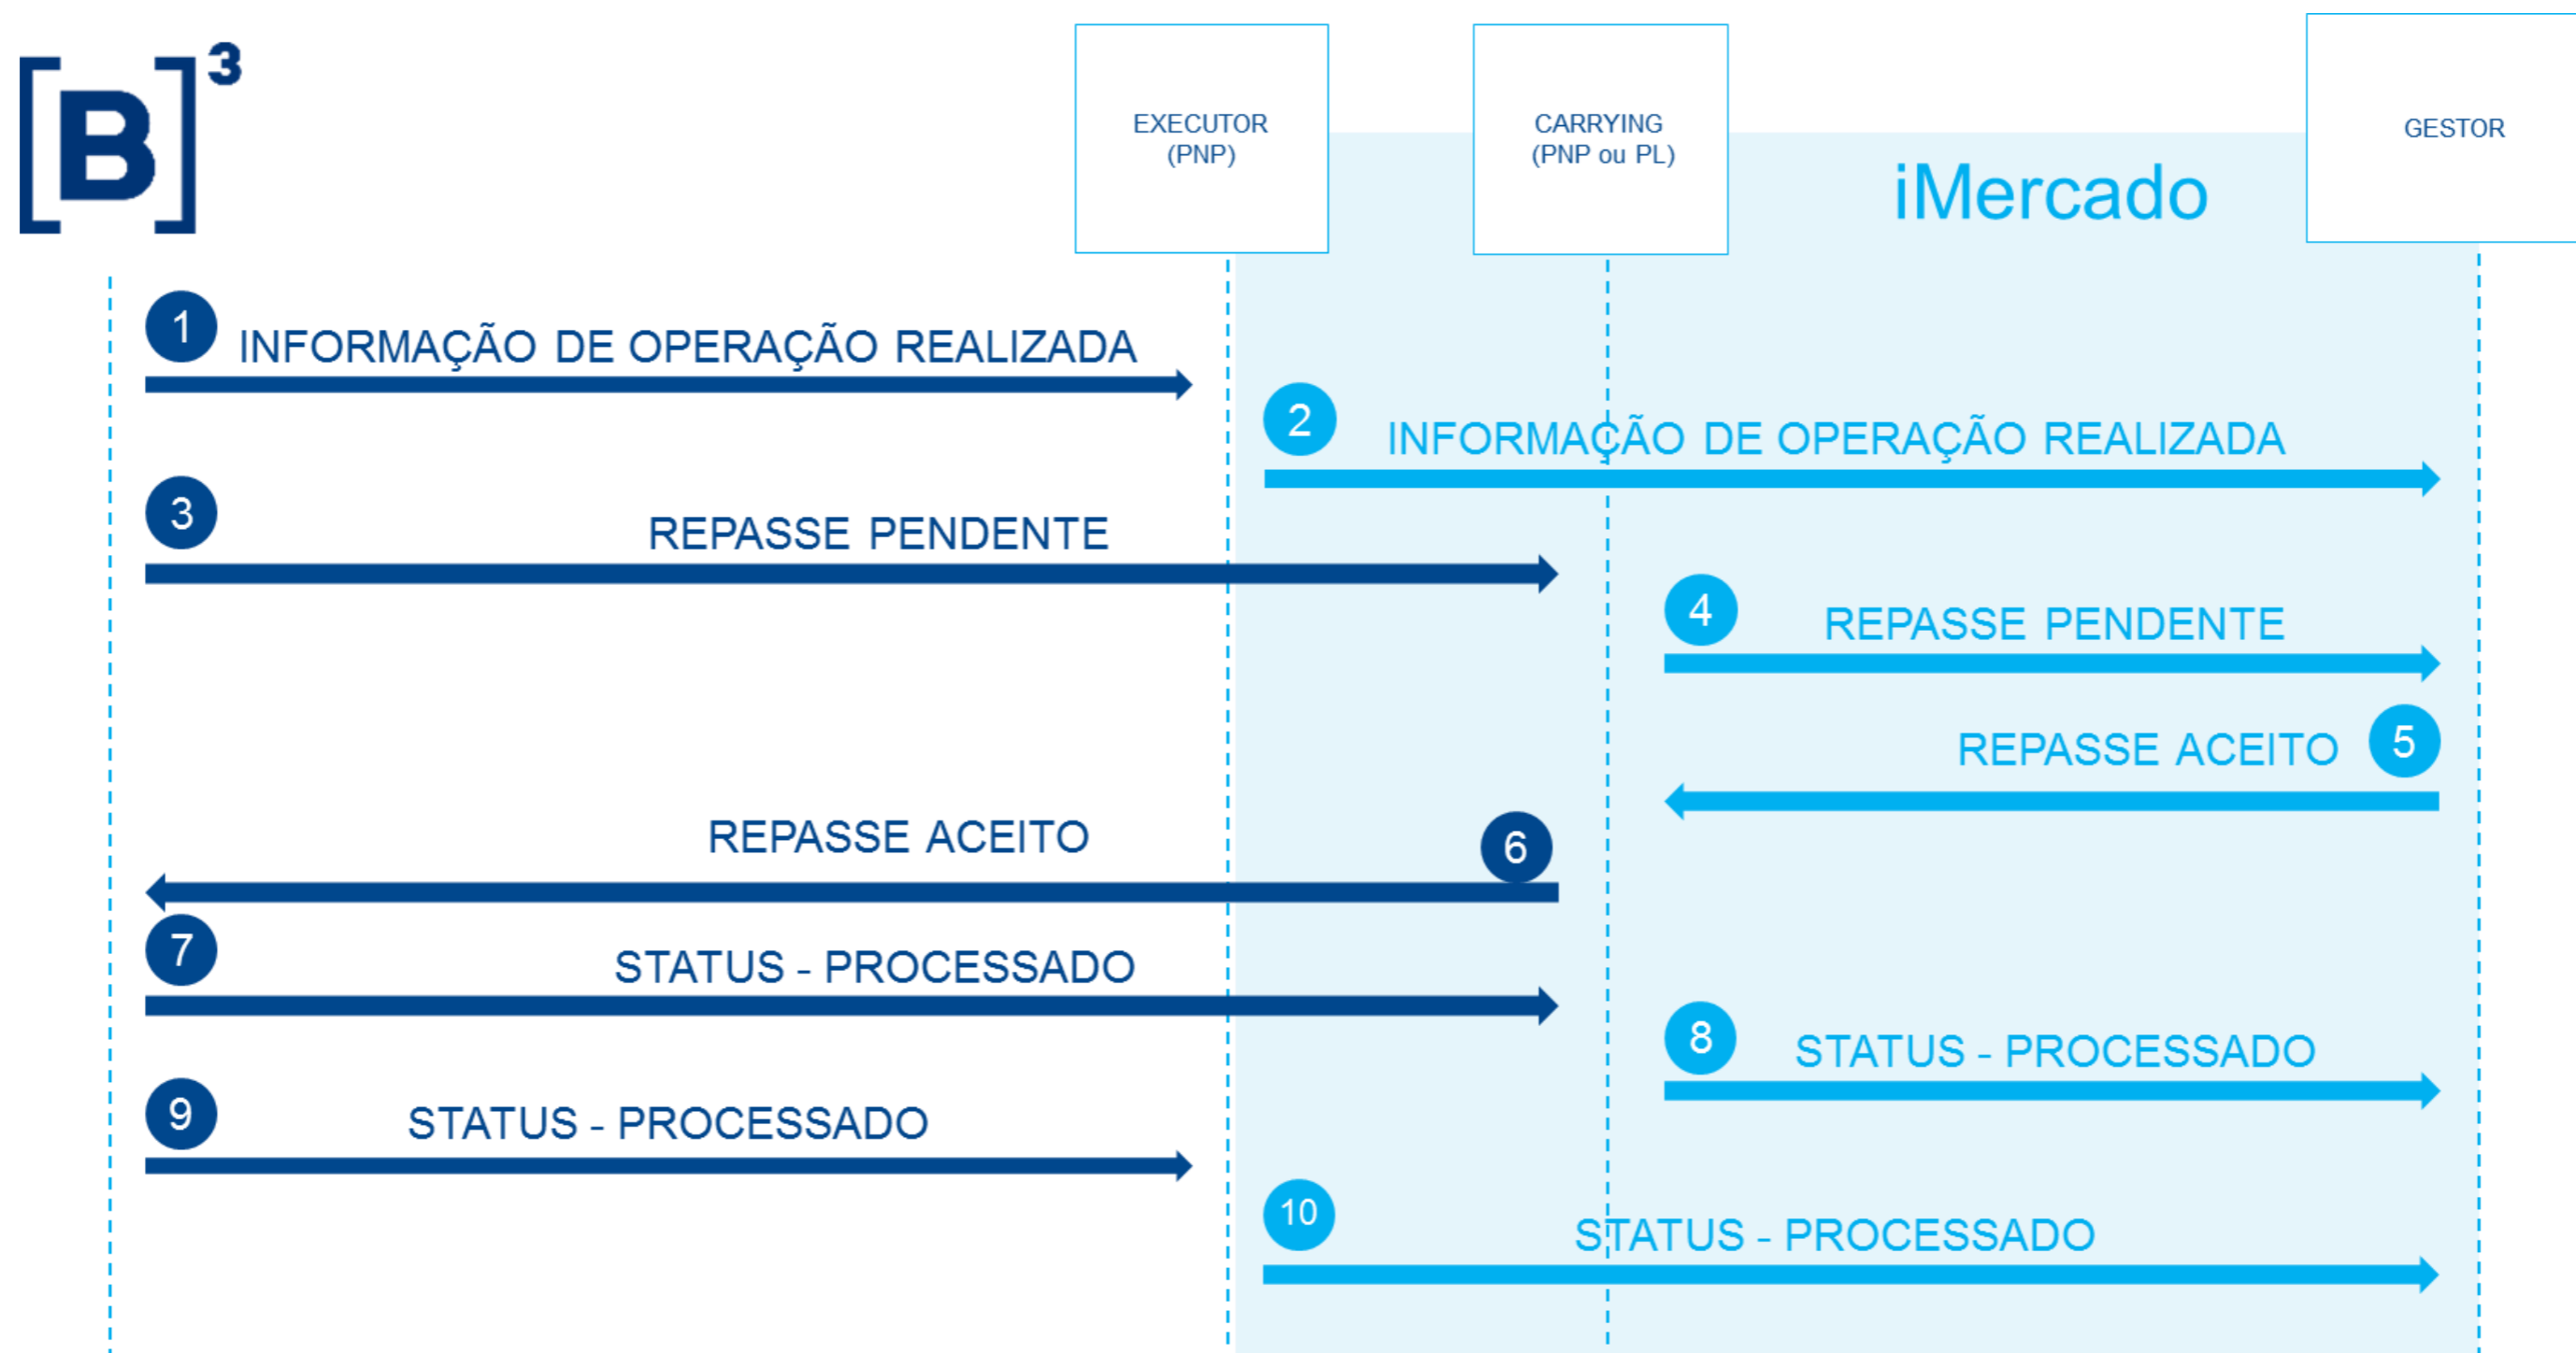 [B]³
EXECUTOR
(PNP)
CARRYING
(PNP ou PL)
GESTOR
iMercado
1
INFORMAÇÃO DE OPERAÇÃO REALIZADA
2
INFORMAÇÃO DE OPERAÇÃO REALIZADA
3
REPASSE PENDENTE
4
REPASSE PENDENTE
REPASSE ACEITO
5
REPASSE ACEITO
6
7
STATUS - PROCESSADO
8
STATUS - PROCESSADO
9
STATUS - PROCESSADO
10
STATUS - PROCESSADO